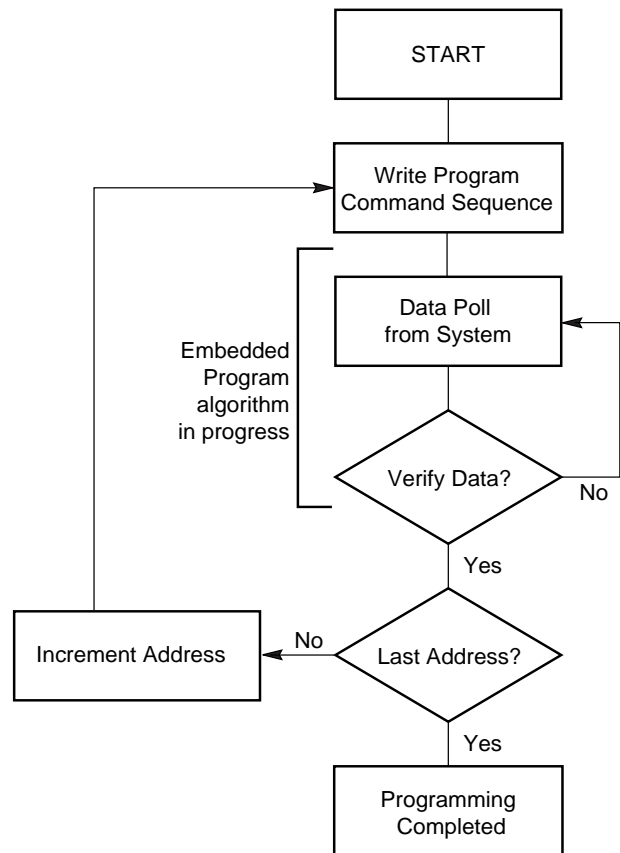 START
Write Program
Command Sequence
Data Poll
from System
Embedded
Program
algorithm
in progress
Verify Data?
No
Yes
Increment Address
No
Last Address?
Yes
Programming
Completed